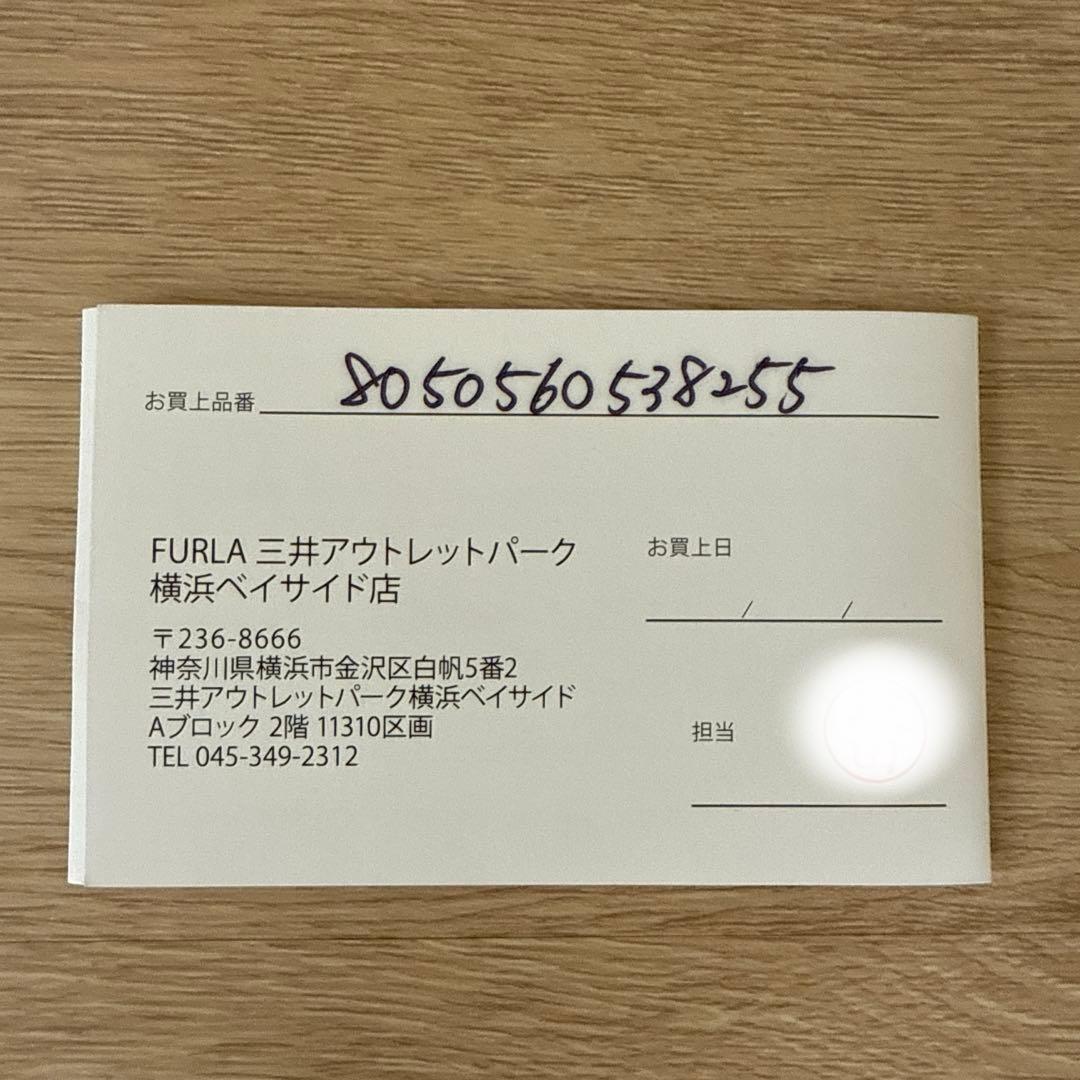 お買上品番 8050560538255
FURLA 三井アウトレットパーク
横浜ベイサイド店
〒236-8666
神奈川県横浜市金沢区白帆5番2
三井アウトレットパーク横浜ベイサイド
Aブロック 2階 11310区画
TEL 045-349-2312
お買上日
/ /
担当